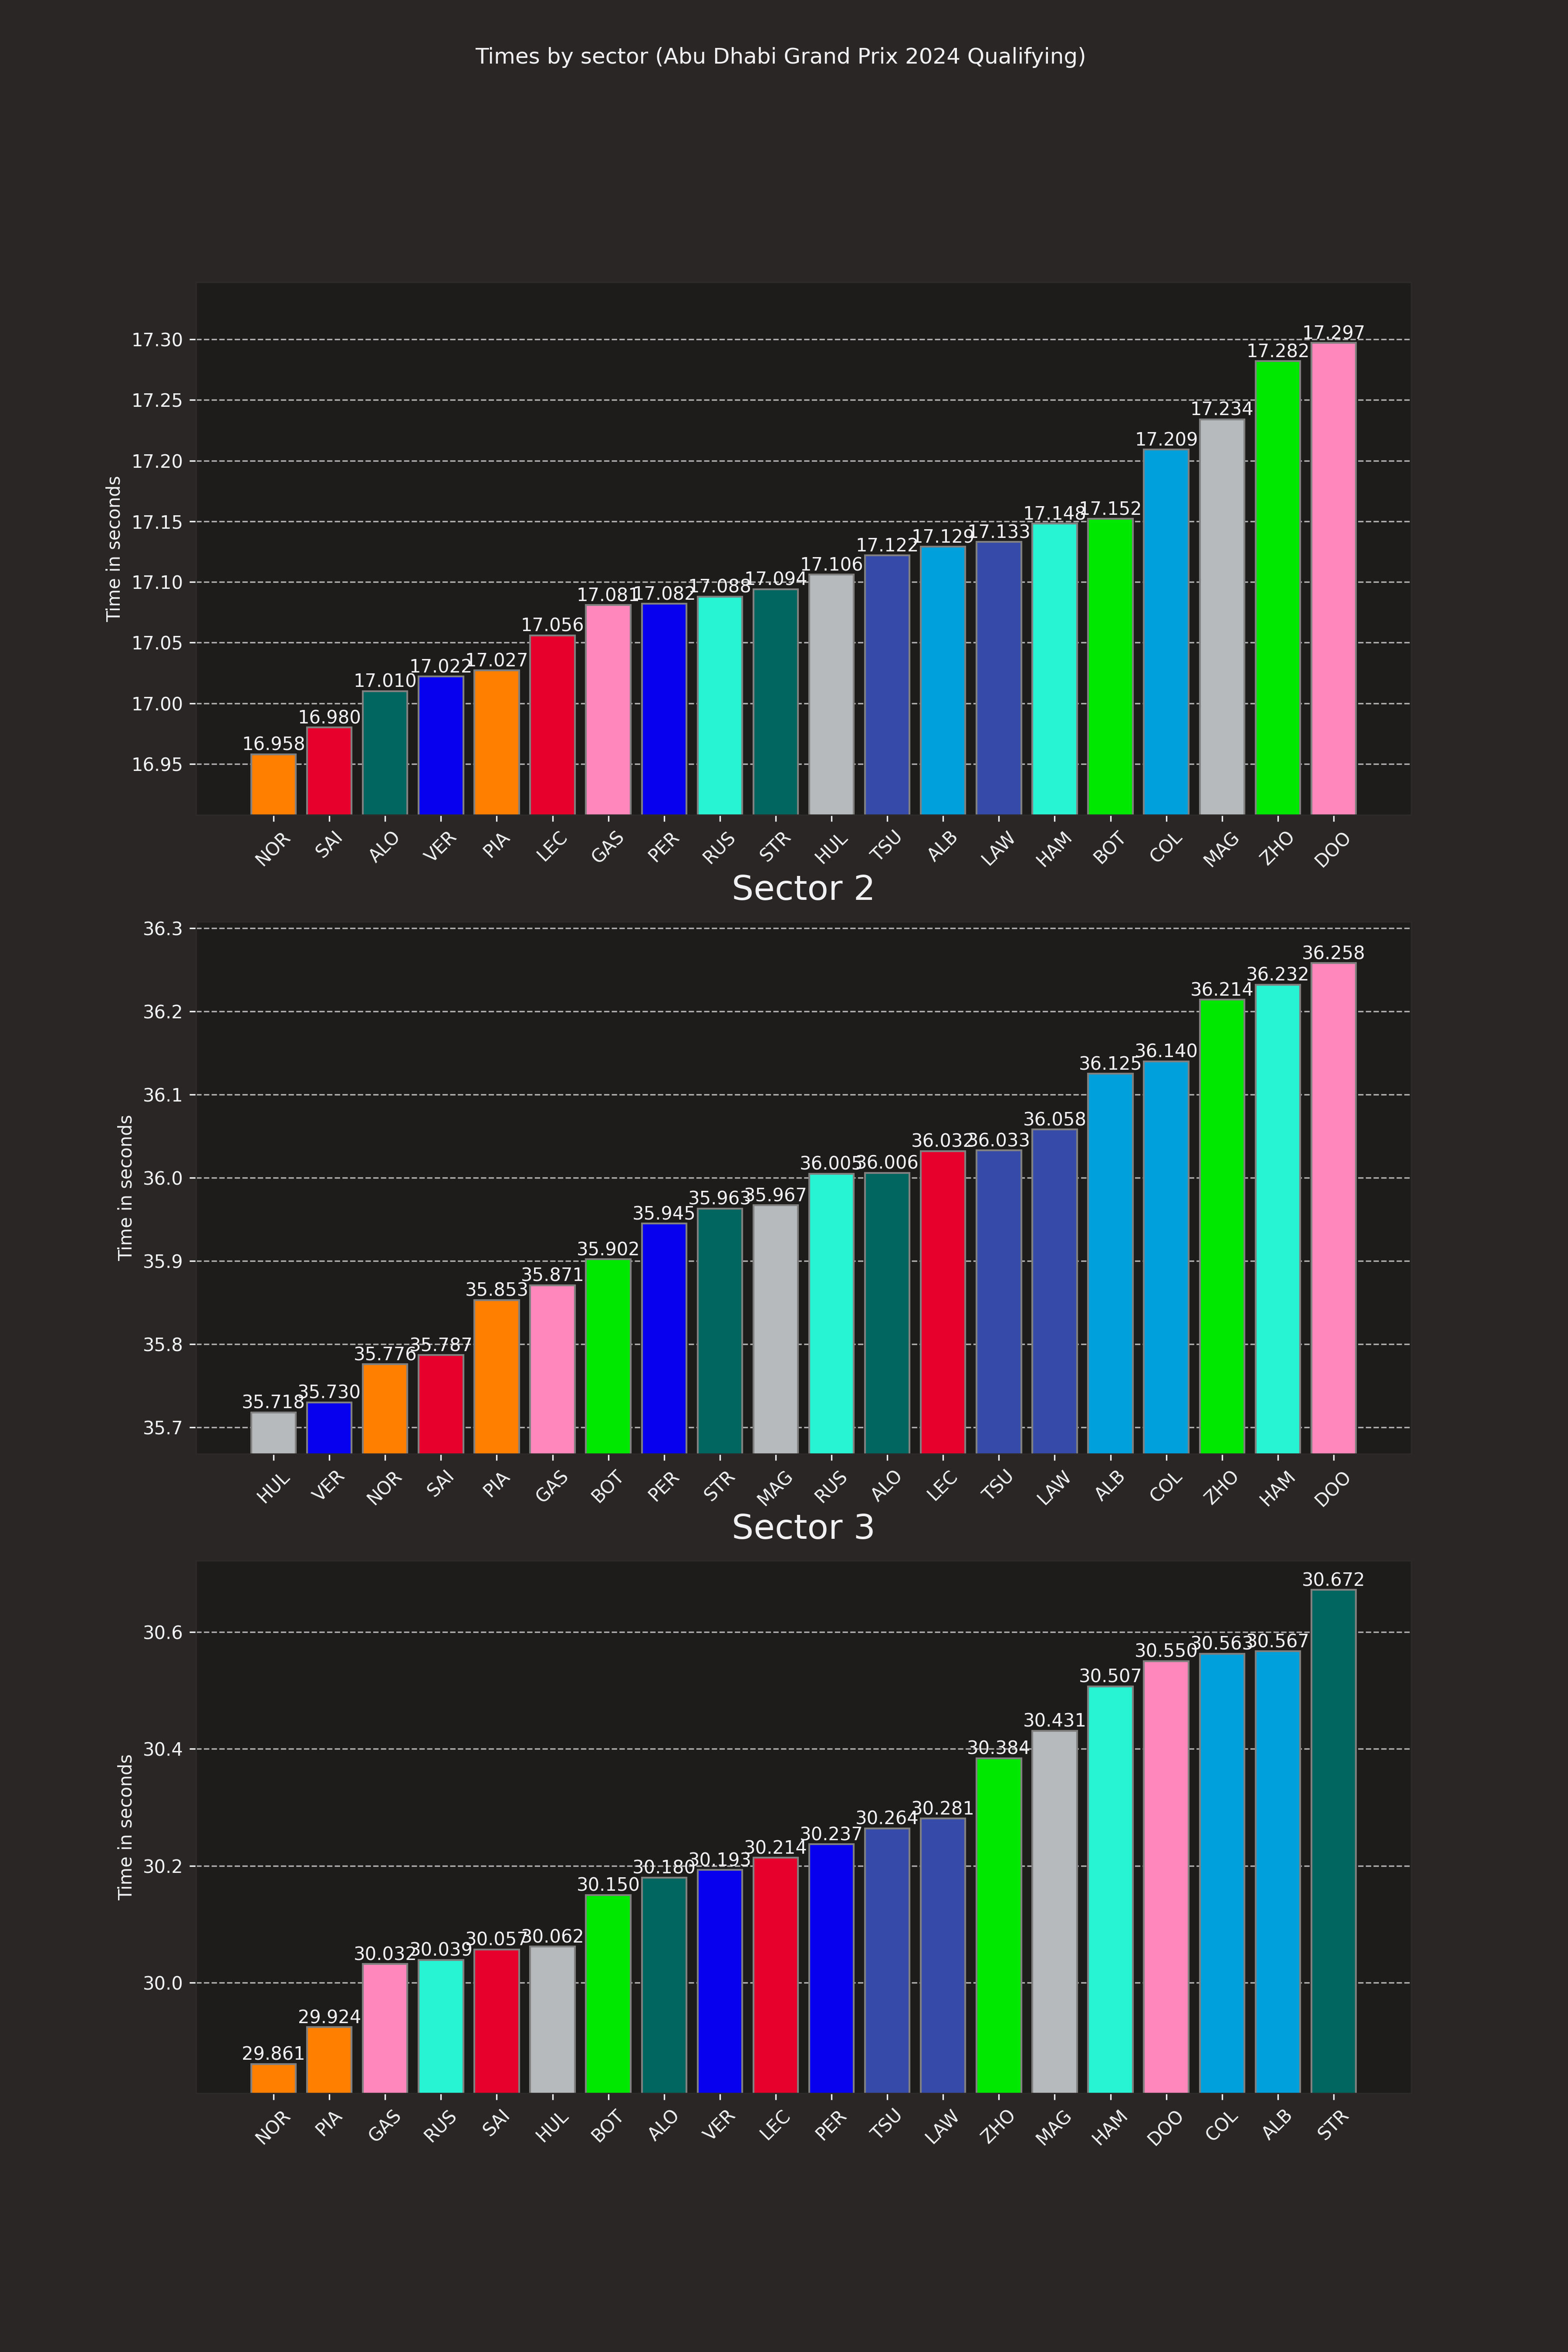 Times by sector (Abu Dhabi Grand Prix 2024 Qualifying)
Time in seconds
17.30
17.25
17.20
17.15
17.10
17.05
17.00
16.95
16.958 16.980 17.010 17.022 17.027 17.056 17.081 17.082 17.088 17.094 17.106 17.122 17.129 17.133 17.148 17.152 17.209 17.234 17.282 17.297
NOR SAI ALO VER PIA LEC GAS PER RUS STR HUL TSU ALB LAW HAM BOT COL MAG ZHO DOO
Sector 2
Time in seconds
36.3
36.2
36.1
36.0
35.9
35.8
35.7
35.718 35.730 35.776 35.787 35.853 35.871 35.902 35.945 35.963 35.967 36.005 36.006 36.032 36.033 36.058 36.125 36.140 36.214 36.232 36.258
HUL VER NOR SAI PIA GAS BOT PER STR MAG RUS ALO LEC TSU LAW ALB COL ZHO HAM DOO
Sector 3
Time in seconds
30.6
30.4
30.2
30.0
29.861 29.924 30.032 30.039 30.057 30.062 30.150 30.180 30.193 30.214 30.237 30.264 30.281 30.384 30.431 30.507 30.550 30.563 30.567 30.672
NOR PIA GAS RUS SAI HUL BOT ALO VER LEC PER TSU LAW ZHO MAG HAM DOO COL ALB STR